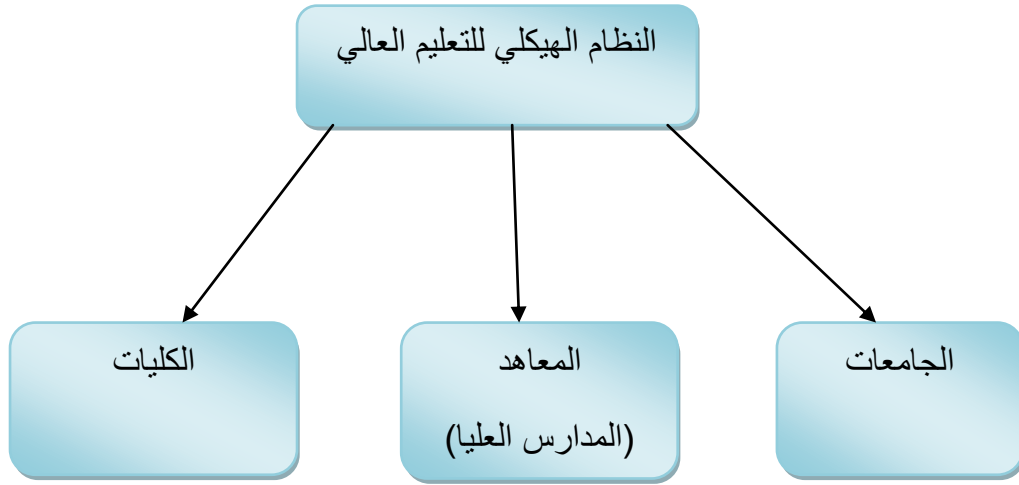 النظام الهيكلي للتعليم العالي
الجامعات
المعاهد
(المدارس العليا)
الكليات